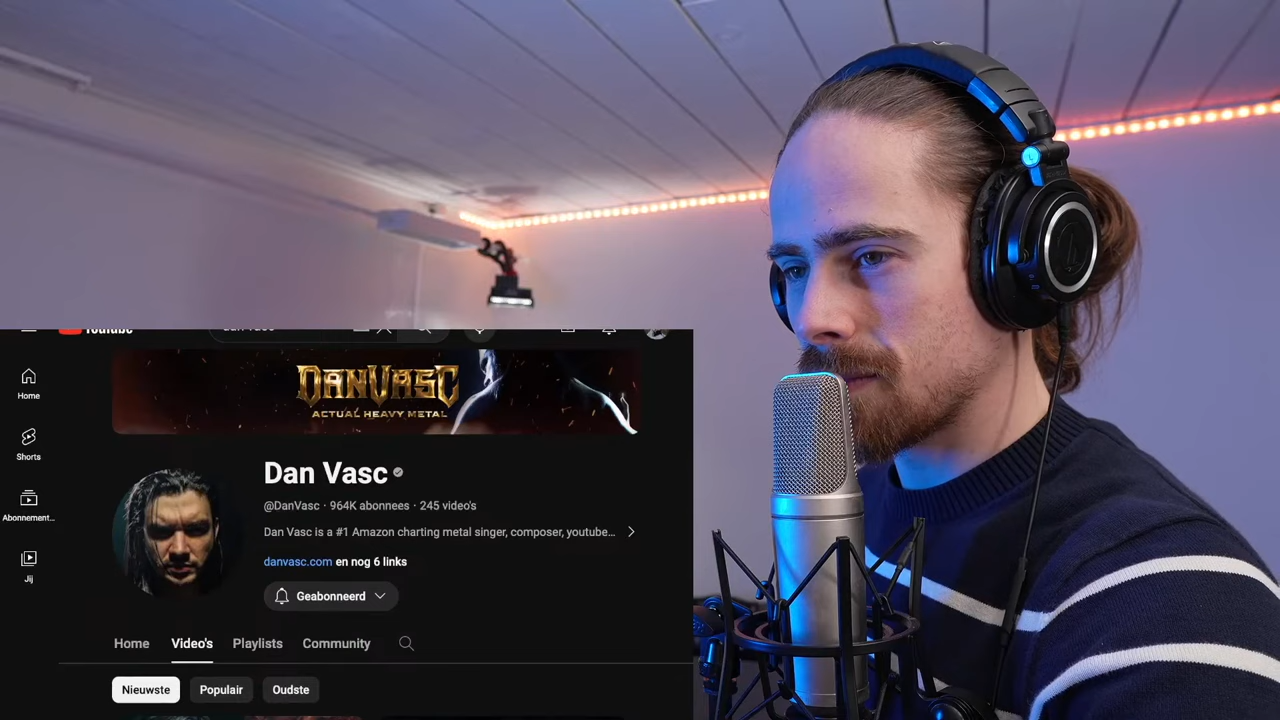 YouTube
DANVASC
ACTUAL HEAVY METAL
Home
Shorts
Abonnement...
Jij
Dan Vasc
@DanVasc · 964K abonnees · 245 video's
Dan Vasc is a #1 Amazon charting metal singer, composer, youtube...
danvasc.com en nog 6 links
Geabonneerd
Home Video's Playlists Community
Nieuwste Populair Oudste